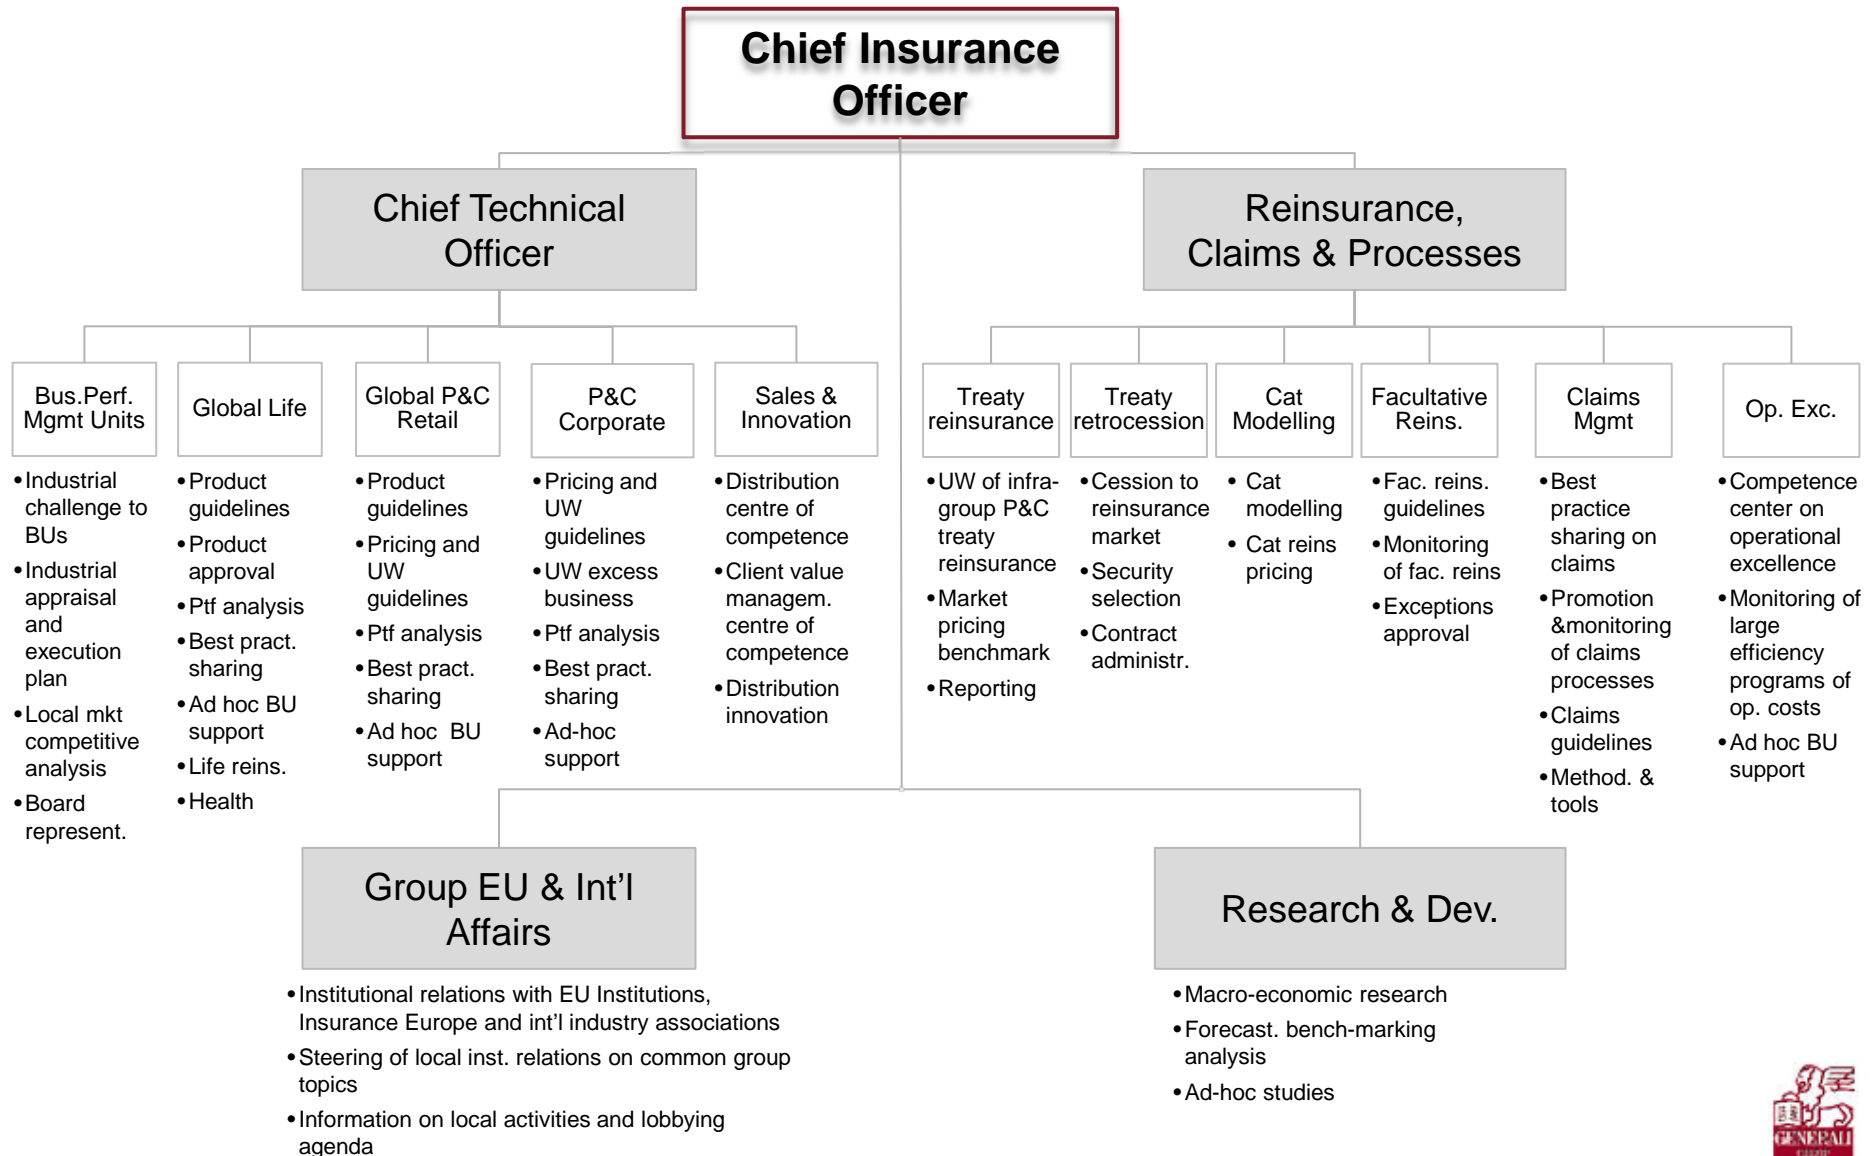 Chief Insurance
Officer
Chief Technical
Officer
Reinsurance,
Claims & Processes
Bus.Perf.
Mgmt Units
Global Life
Global P&C
Retail
P&C
Corporate
Sales &
Innovation
Treaty
reinsurance
Treaty
retrocession
Cat
Modelling
Facultative
Reins.
Claims
Mgmt
Op. Exc.
•Industrial
challenge to
BUs
•Industrial
appraisal
and
execution
plan
•Local mkt
competitive
analysis
•Board
represent.
•Product
guidelines
•Product
approval
•Ptf analysis
•Best pract.
sharing
•Ad hoc BU
support
•Life reins.
•Health
•Product
guidelines
•Pricing and
UW
guidelines
•Ptf analysis
•Best pract.
sharing
•Ad hoc  BU
support
•Pricing and
UW
guidelines
•UW excess
business
•Ptf analysis
•Best pract.
sharing
•Ad-hoc
support
•Distribution
centre of
competence
•Client value
managem.
centre of
competence
•Distribution
innovation
•UW of infra-
group P&C
treaty
reinsurance
•Market
pricing
benchmark
•Reporting
•Cession to
reinsurance
market
•Security
selection
•Contract
administr.
• Cat
modelling
• Cat reins
pricing
•Fac. reins.
guidelines
•Monitoring
of fac. reins
•Exceptions
approval
•Best
practice
sharing on
claims
•Promotion
&monitoring
of claims
processes
•Claims
guidelines
•Method. &
tools
•Competence
center on
operational
excellence
•Monitoring of
large
efficiency
programs of
op. costs
•Ad hoc BU
support
Group EU & Int’l
Affairs
Research & Dev.
•Institutional relations with EU Institutions,
Insurance Europe and int’l industry associations
•Steering of local inst. relations on common group
topics
•Information on local activities and lobbying
agenda
•Macro-economic research
•Forecast. bench-marking
analysis
•Ad-hoc studies
GENERALI